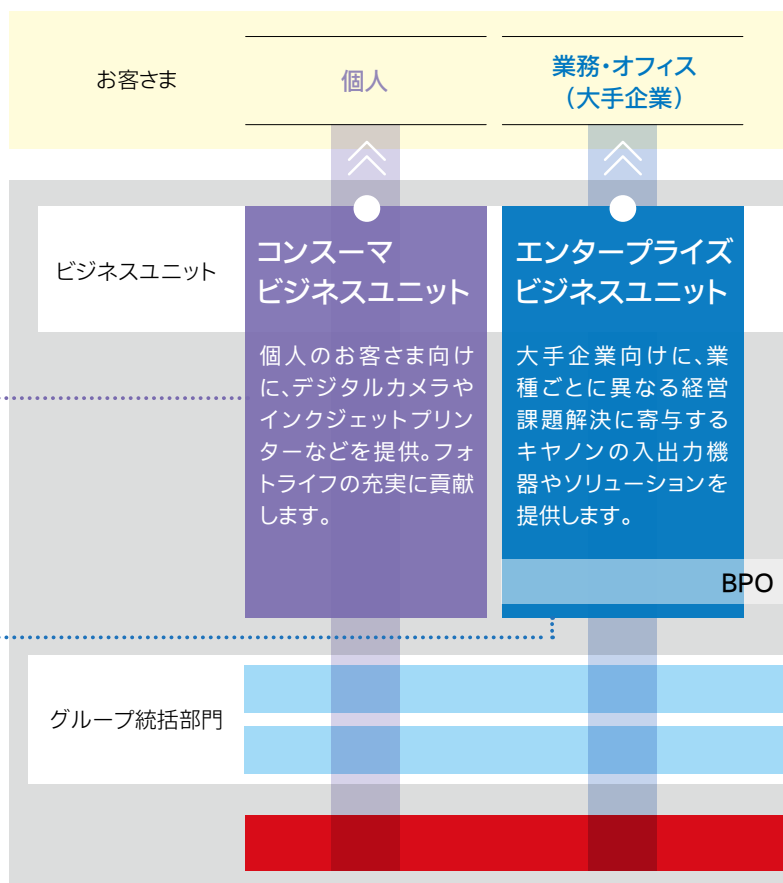 お客さま
個人
業務・オフィス
（大手企業）
ビジネスユニット
コンスーマ
ビジネスユニット
個人のお客さま向け
に、デジタルカメラや
インクジェットプリン
ターなどを提供。フォ
トライフの充実に貢献
します。
エンタープライズ
ビジネスユニット
大手企業向けに、業
種ごとに異なる経営
課題解決に寄与する
キヤノンの入出力機
器やソリューションを
提供します。
BPO
グループ統括部門